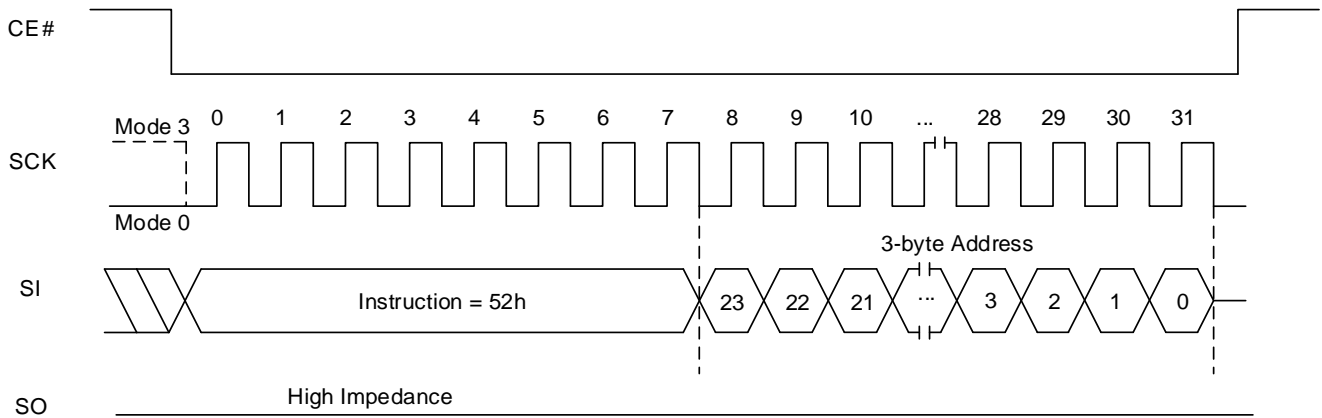 CE#
SCK
Mode 3
0 1 2 3 4 5 6 7 8 9 10 ... 28 29 30 31
Mode 0
3-byte Address
SI
Instruction = 52h
23 22 21 ... 3 2 1 0
High Impedance
SO